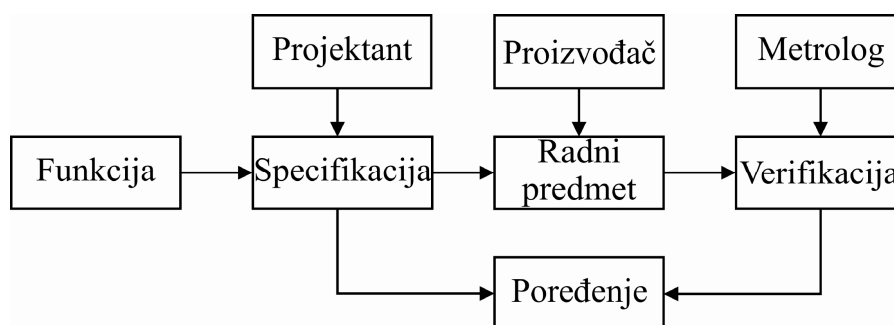 Projektant
Proizvođač
Metrolog
Funkcija
Specifikacija
Radni
predmet
Verifikacija
Poređenje